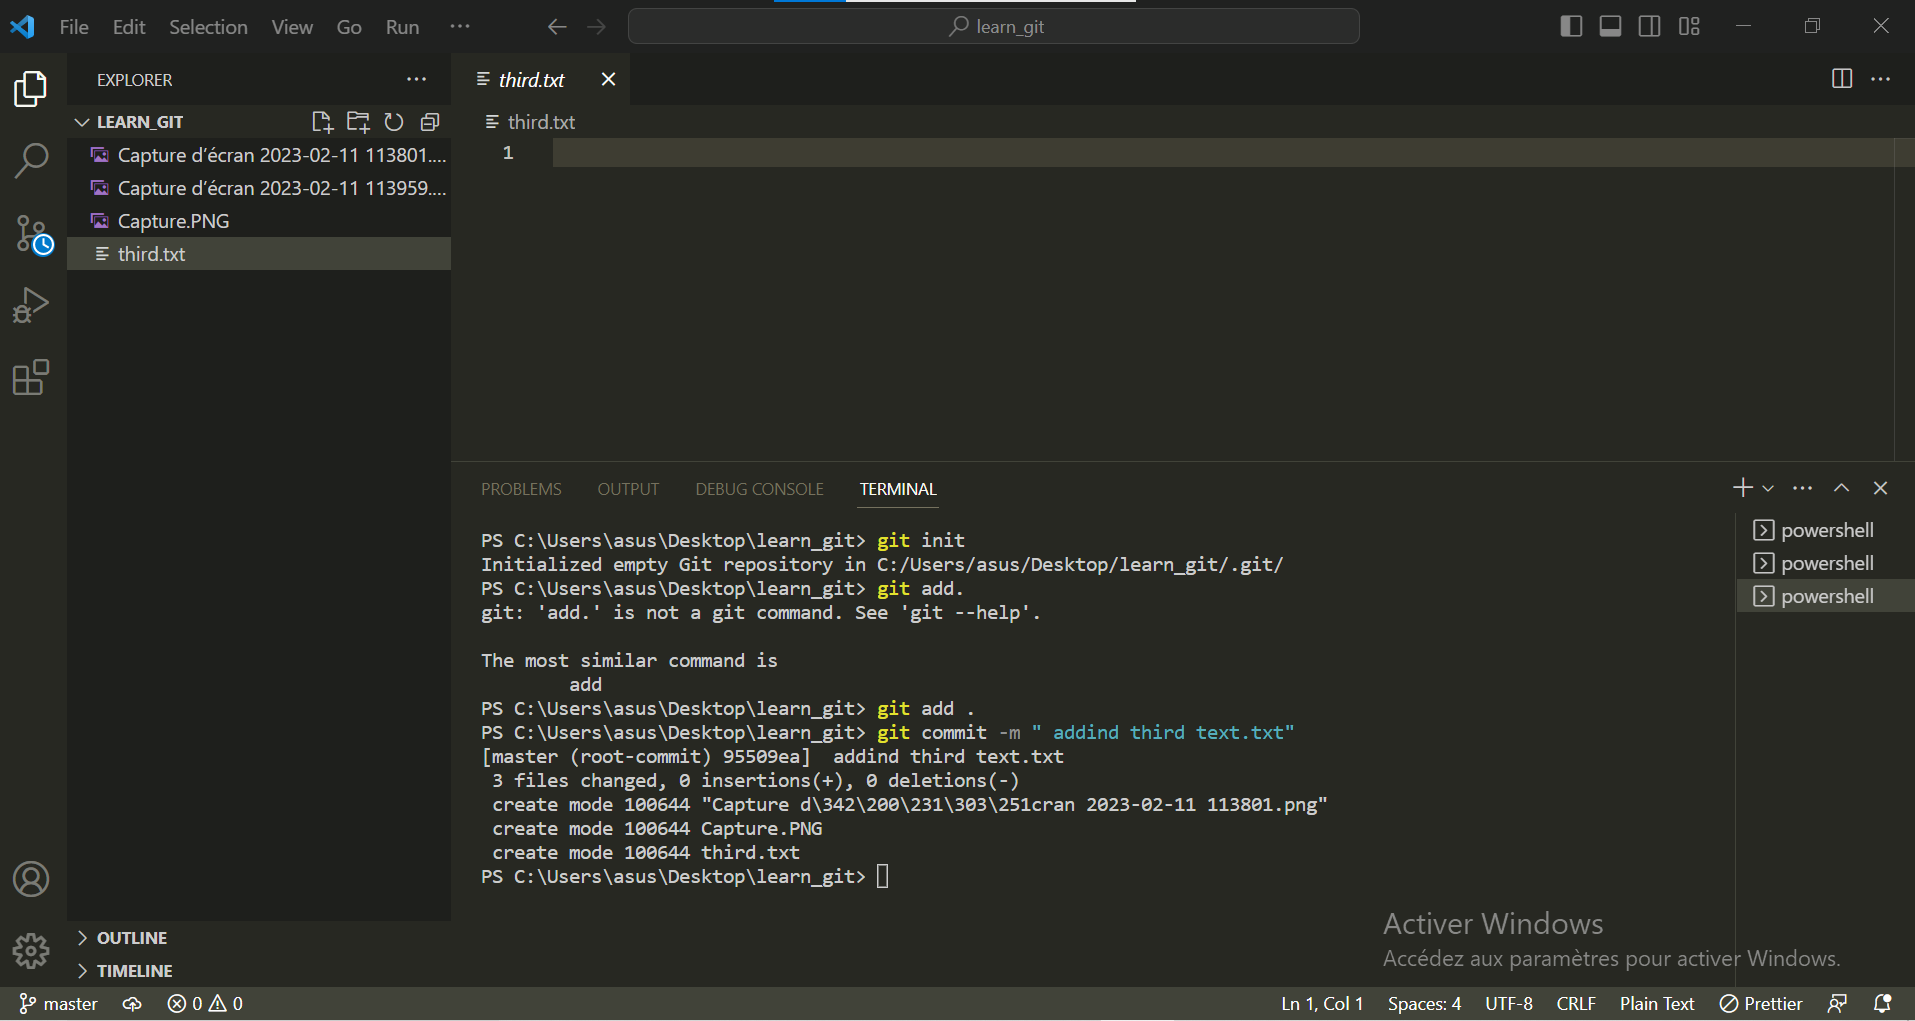 File Edit Selection View Go Run ···
learn_git
EXPLORER
third.txt
LEARN_GIT
third.txt
Capture d’écran 2023-02-11 113801....
1
Capture d’écran 2023-02-11 113959....
Capture.PNG
third.txt
PROBLEMS OUTPUT DEBUG CONSOLE TERMINAL
PS C:\Users\asus\Desktop\learn_git> git init
Initialized empty Git repository in C:/Users/asus/Desktop/learn_git/.git/
PS C:\Users\asus\Desktop\learn_git> git add.
git: 'add.' is not a git command. See 'git --help'.
The most similar command is
add
PS C:\Users\asus\Desktop\learn_git> git add .
PS C:\Users\asus\Desktop\learn_git> git commit -m " addind third text.txt"
[master (root-commit) 95509ea]  addind third text.txt
3 files changed, 0 insertions(+), 0 deletions(-)
create mode 100644 "Capture d\342\200\231\303\251cran 2023-02-11 113801.png"
create mode 100644 Capture.PNG
create mode 100644 third.txt
PS C:\Users\asus\Desktop\learn_git>
powershell
powershell
powershell
Activer Windows
Accédez aux paramètres pour activer Windows.
OUTLINE
TIMELINE
master 0 0 Ln 1, Col 1 Spaces: 4 UTF-8 CRLF Plain Text Prettier